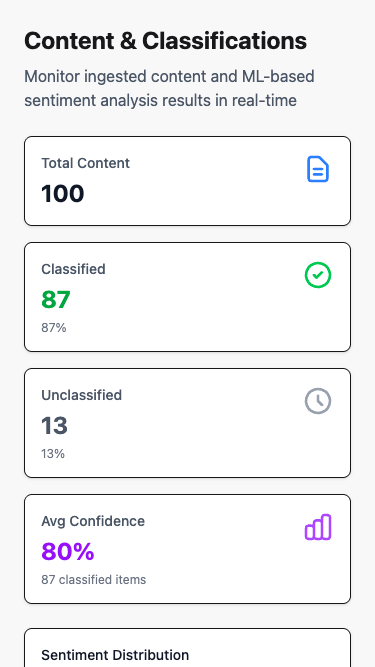 Content & Classifications
Monitor ingested content and ML-based
sentiment analysis results in real-time
Total Content
100
Classified
87
87%
Unclassified
13
13%
Avg Confidence
80%
87 classified items
Sentiment Distribution